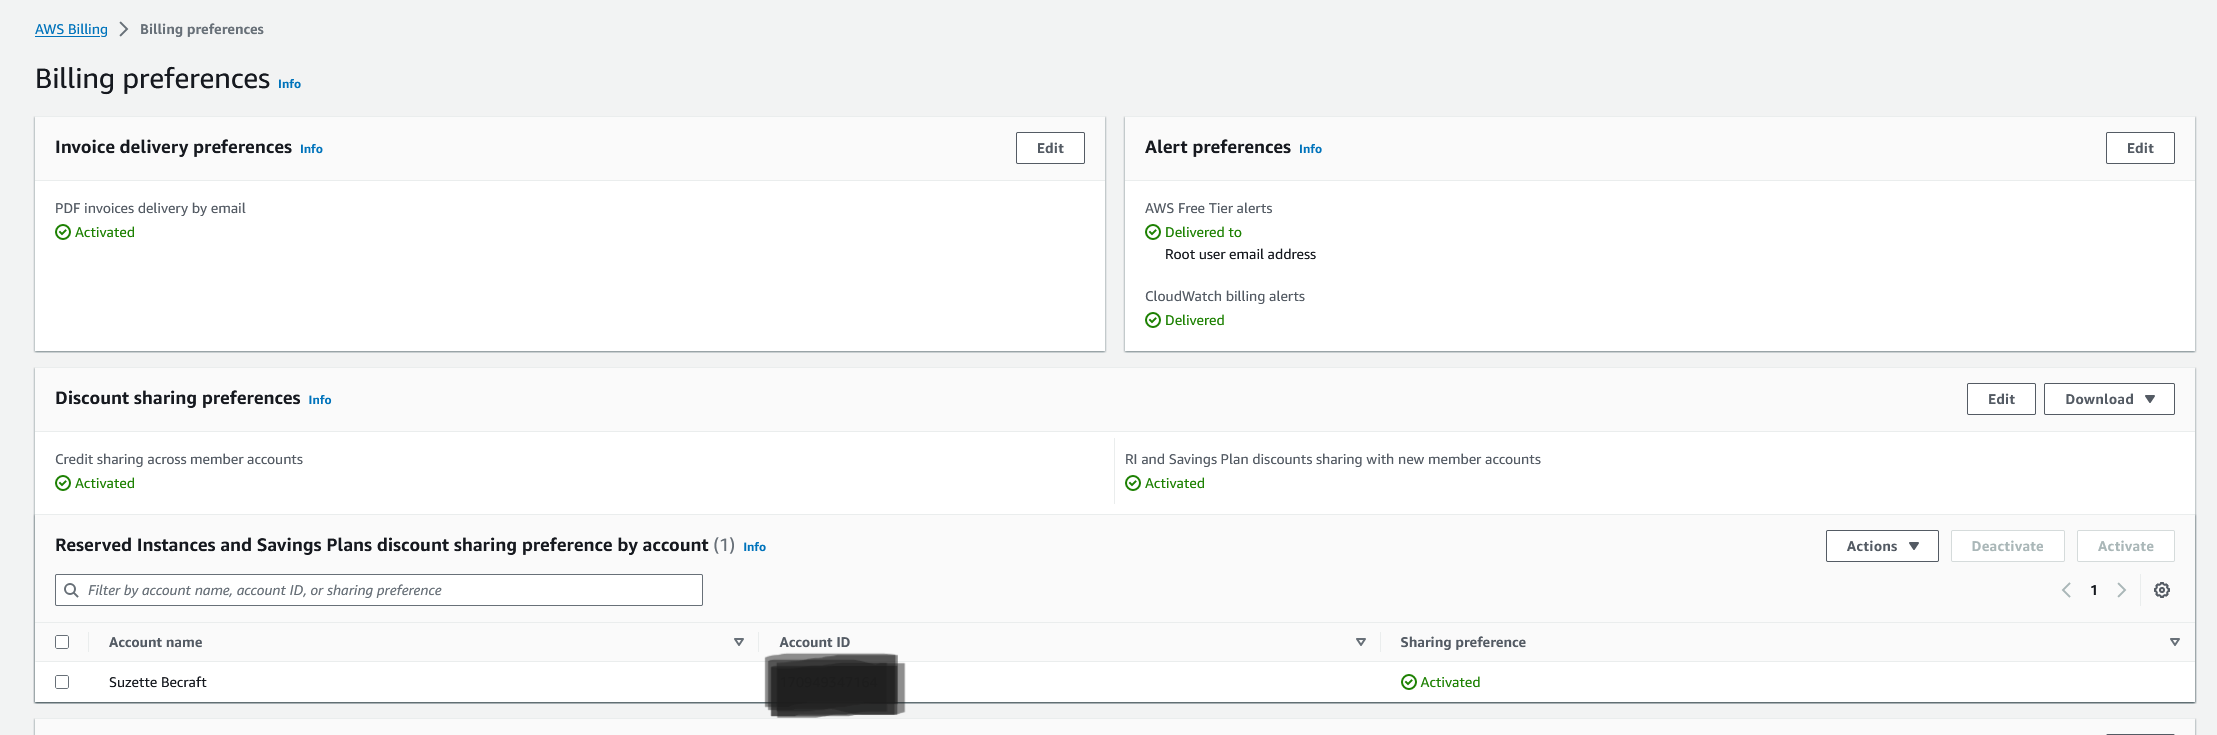 AWS Billing > Billing preferences
Billing preferences Info
Invoice delivery preferences Info
Edit
PDF invoices delivery by email
Activated
Alert preferences Info
Edit
AWS Free Tier alerts
Delivered to
Root user email address
CloudWatch billing alerts
Delivered
Discount sharing preferences Info
Edit
Download
Credit sharing across member accounts
Activated
RI and Savings Plan discounts sharing with new member accounts
Activated
Reserved Instances and Savings Plans discount sharing preference by account (1) Info
Actions
Deactivate
Activate
Filter by account name, account ID, or sharing preference
1
Account name Account ID Sharing preference
Suzette Becraft Activated